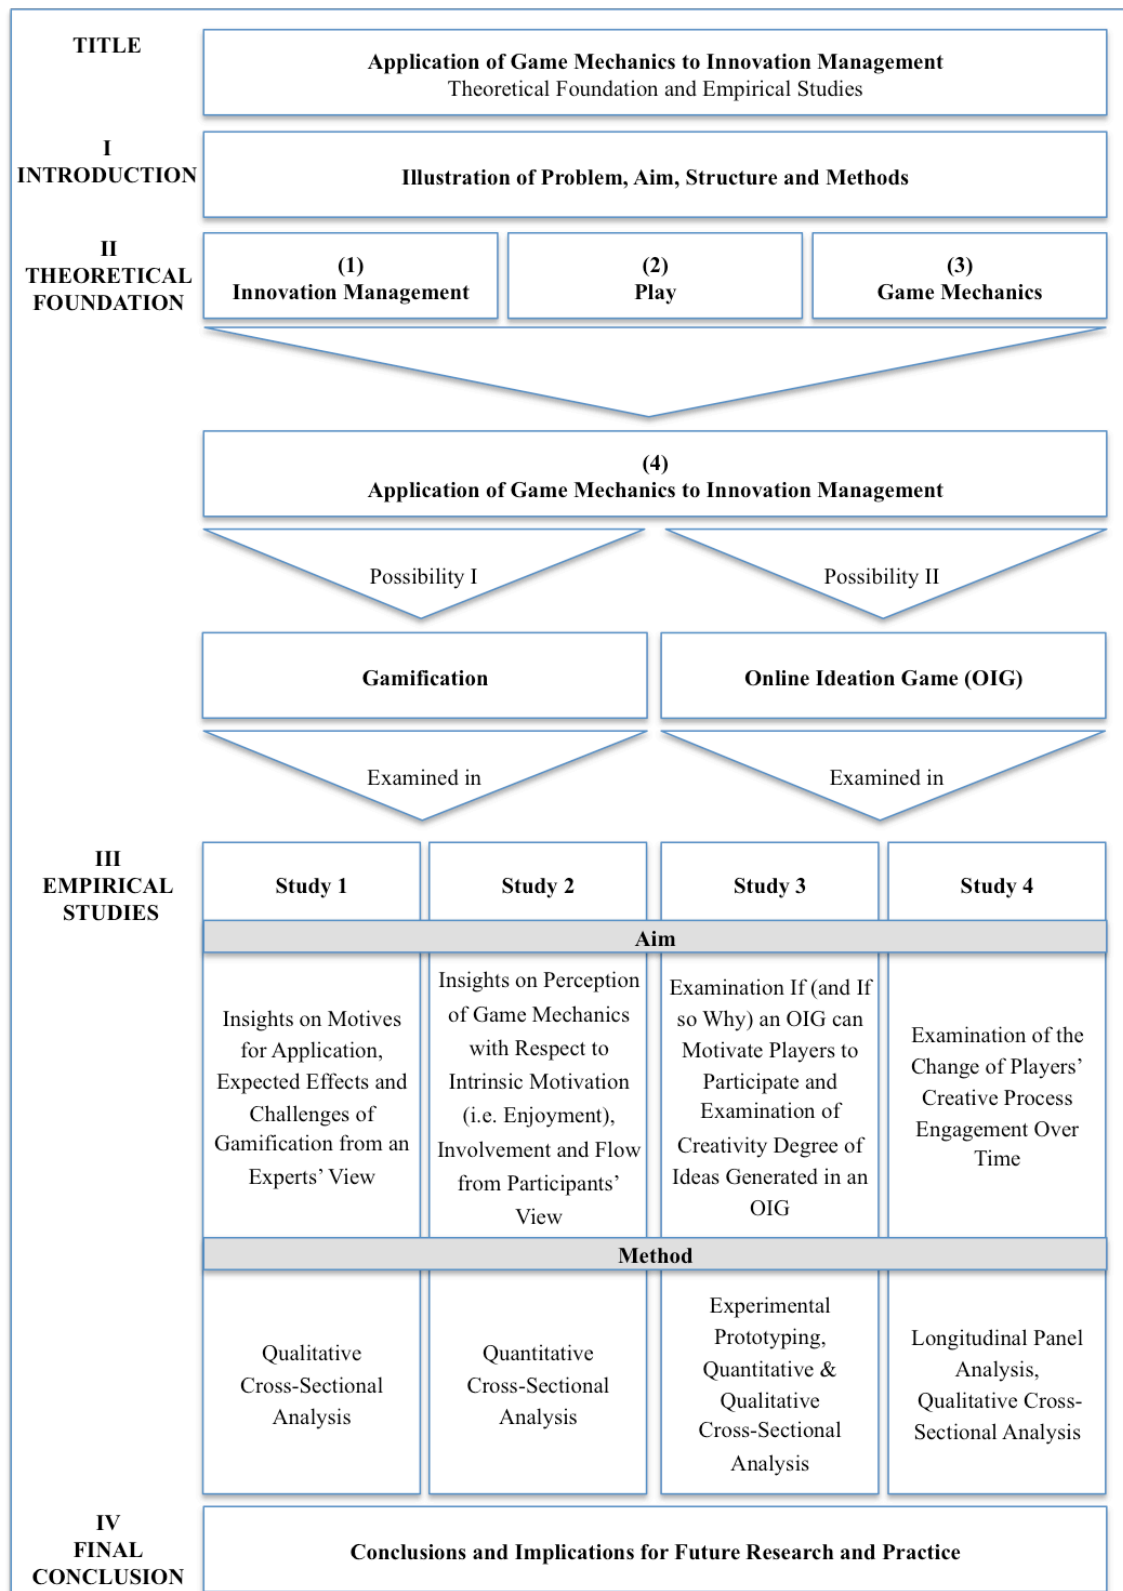 TITLE
Application of Game Mechanics to Innovation Management
Theoretical Foundation and Empirical Studies
I
INTRODUCTION
Illustration of Problem, Aim, Structure and Methods
II
THEORETICAL
FOUNDATION
(1)
Innovation Management
(2)
Play
(3)
Game Mechanics
(4)
Application of Game Mechanics to Innovation Management
Possibility I
Possibility II
Gamification
Online Ideation Game (OIG)
Examined in
Examined in
III
EMPIRICAL
STUDIES
Study 1
Study 2
Study 3
Study 4
Aim
Insights on Motives
for Application,
Expected Effects and
Challenges of
Gamification from an
Experts’ View
Insights on Perception
of Game Mechanics
with Respect to
Intrinsic Motivation
(i.e. Enjoyment),
Involvement and Flow
from Participants’
View
Examination If (and If
so Why) an OIG can
Motivate Players to
Participate and
Examination of
Creativity Degree of
Ideas Generated in an
OIG
Examination of the
Change of Players’
Creative Process
Engagement Over
Time
Method
Qualitative
Cross-Sectional
Analysis
Quantitative
Cross-Sectional
Analysis
Experimental
Prototyping,
Quantitative &
Qualitative
Cross-Sectional
Analysis
Longitudinal Panel
Analysis,
Qualitative Cross-
Sectional Analysis
IV
FINAL
CONCLUSION
Conclusions and Implications for Future Research and Practice